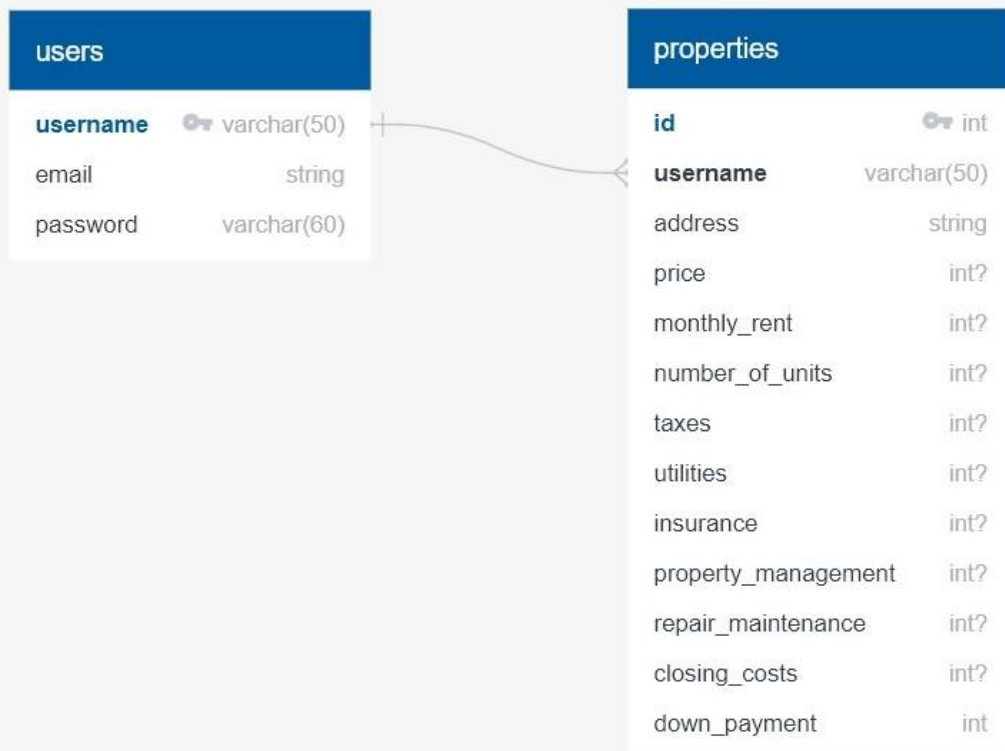 users
username varchar(50)
email string
password varchar(60)
properties
id int
username varchar(50)
address string
price int?
monthly_rent int?
number_of_units int?
taxes int?
utilities int?
insurance int?
property_management int?
repair_maintenance int?
closing_costs int?
down_payment int